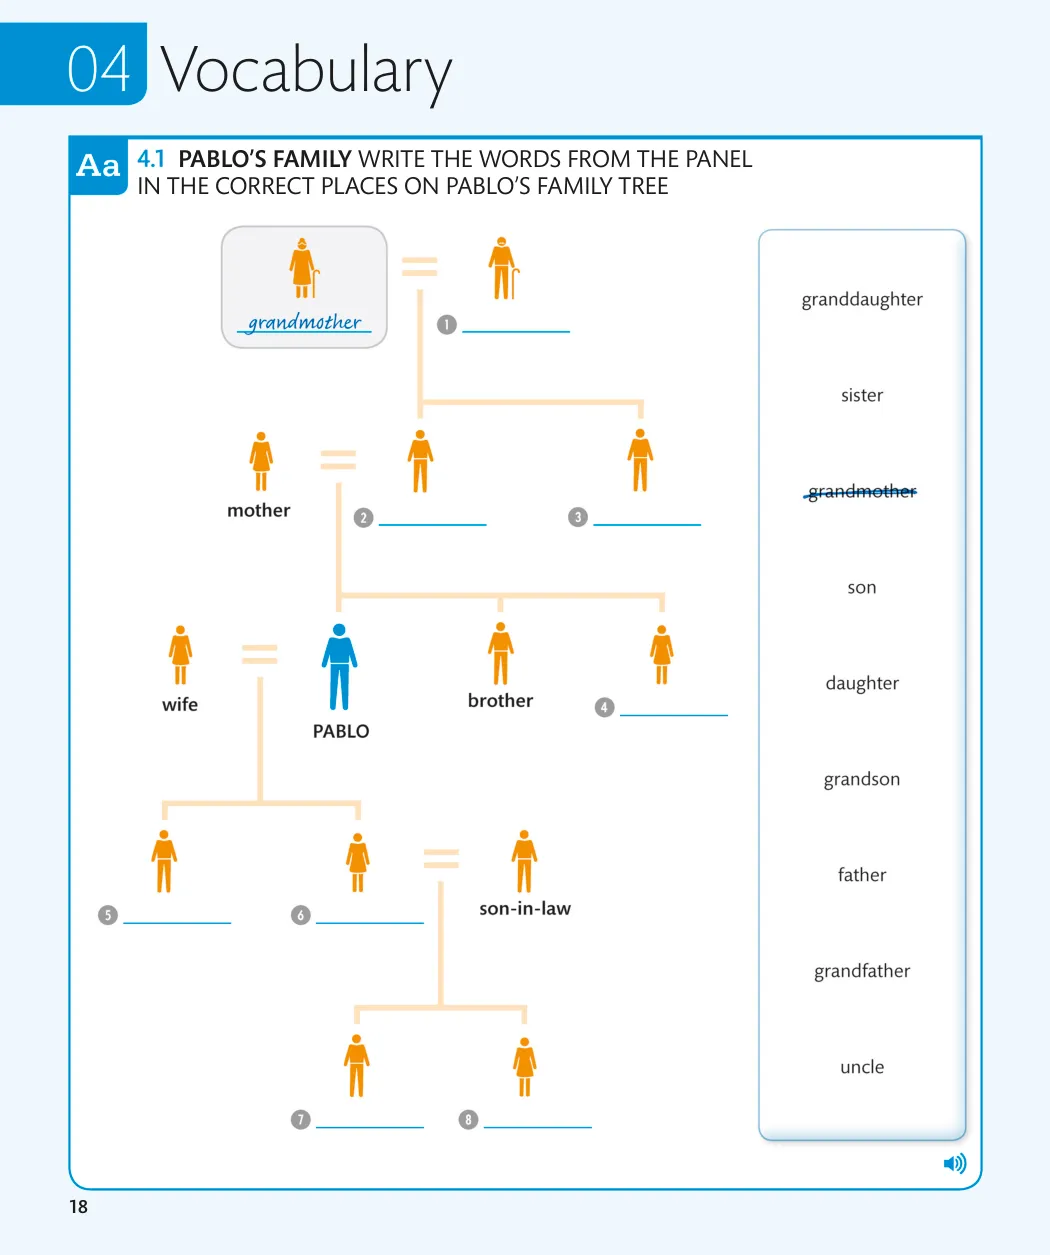 04 Vocabulary
Aa
4.1 PABLO'S FAMILY WRITE THE WORDS FROM THE PANEL
IN THE CORRECT PLACES ON PABLO'S FAMILY TREE
grandmother
1
mother
2
3
wife
PABLO
brother
4
5
6
son-in-law
7
8
granddaughter
sister
grandmother
son
daughter
grandson
father
grandfather
uncle
18